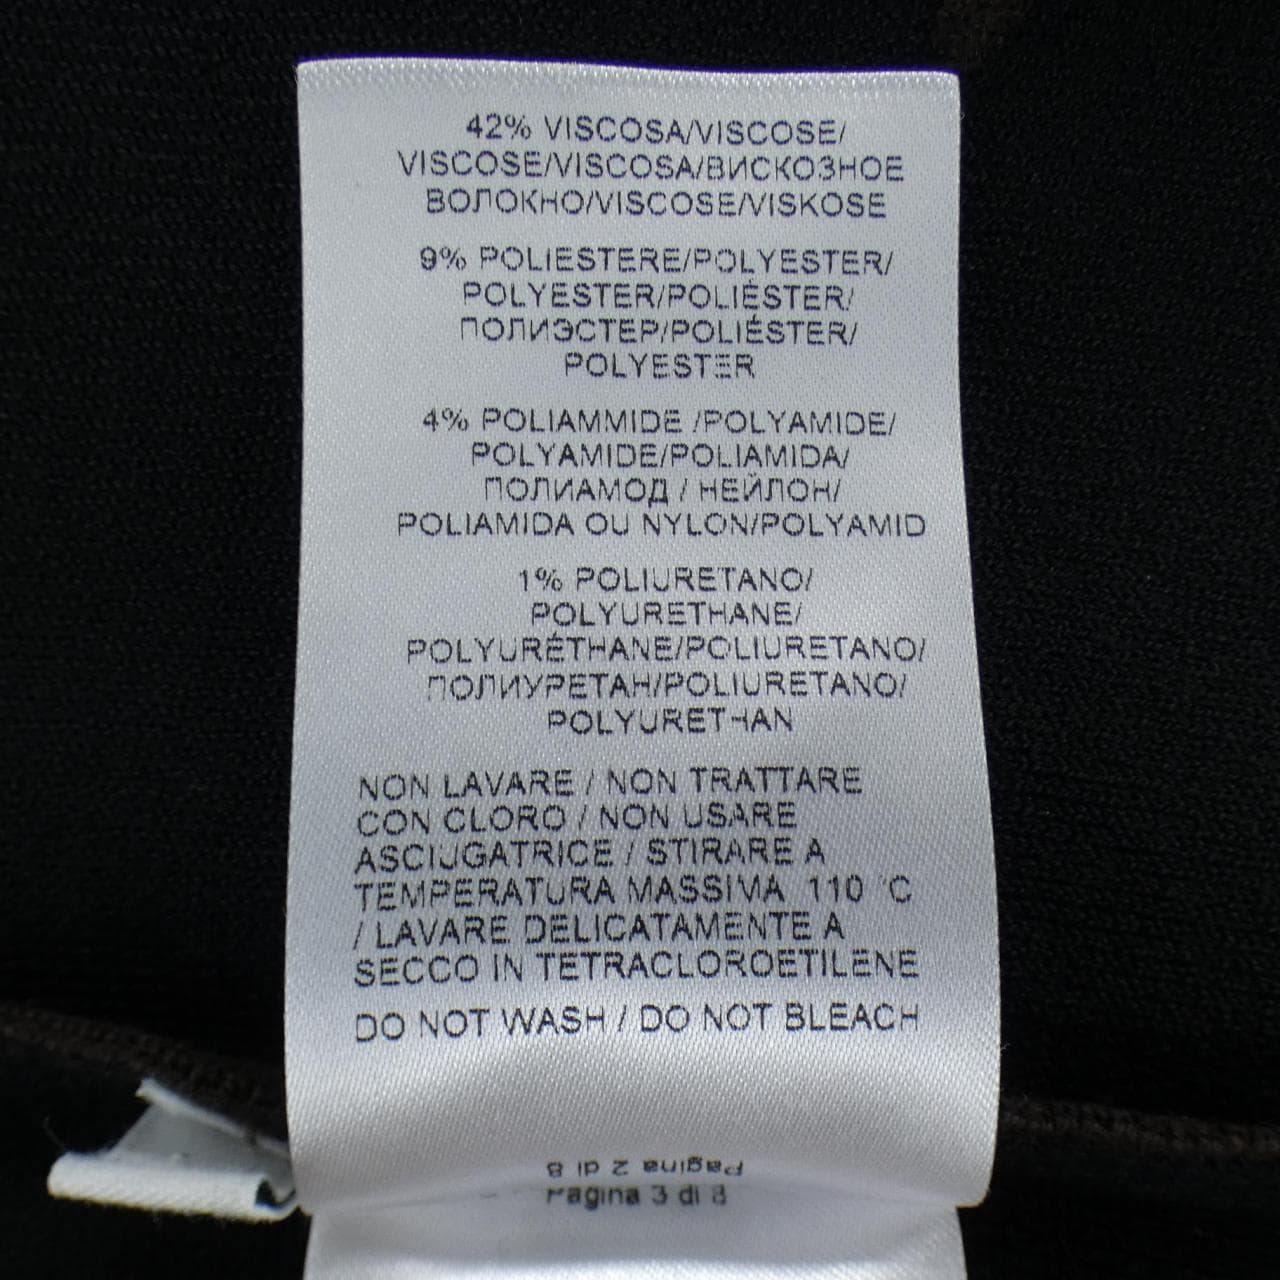 42% VISCOSA/VISCOSE/
VISCOSE/VISCOSA/ВИСКОЗНОЕ
ВОЛОКНО/VISCOSE/VISKOSE
9% POLIESTERE/POLYESTER/
POLYESTER/POLIÉSTER/
ПОЛИЭСТЕР/POLIÉSTER/
POLYESTER
4% POLIAMMIDE /POLYAMIDE/
POLYAMIDE/POLIAMIDA/
ПОЛИАМОД / НЕЙЛОН/
POLIAMIDA OU NYLON/POLYAMID
1% POLIURETANO/
POLYURETHANE/
POLYURÉTHANE/POLIURETANO/
ПОЛИУРЕТАН/POLIURETANO/
POLYURETHAN
NON LAVARE / NON TRATTARE
CON CLORO / NON USARE
ASCIUGATRICE / STIRARE A
TEMPERATURA MASSIMA 110 °C
/ LAVARE DELICATAMENTE A
SECCO IN TETRACLOROETILENE
DO NOT WASH / DO NOT BLEACH
Pagina 2 di 8
Pagina 3 di 8